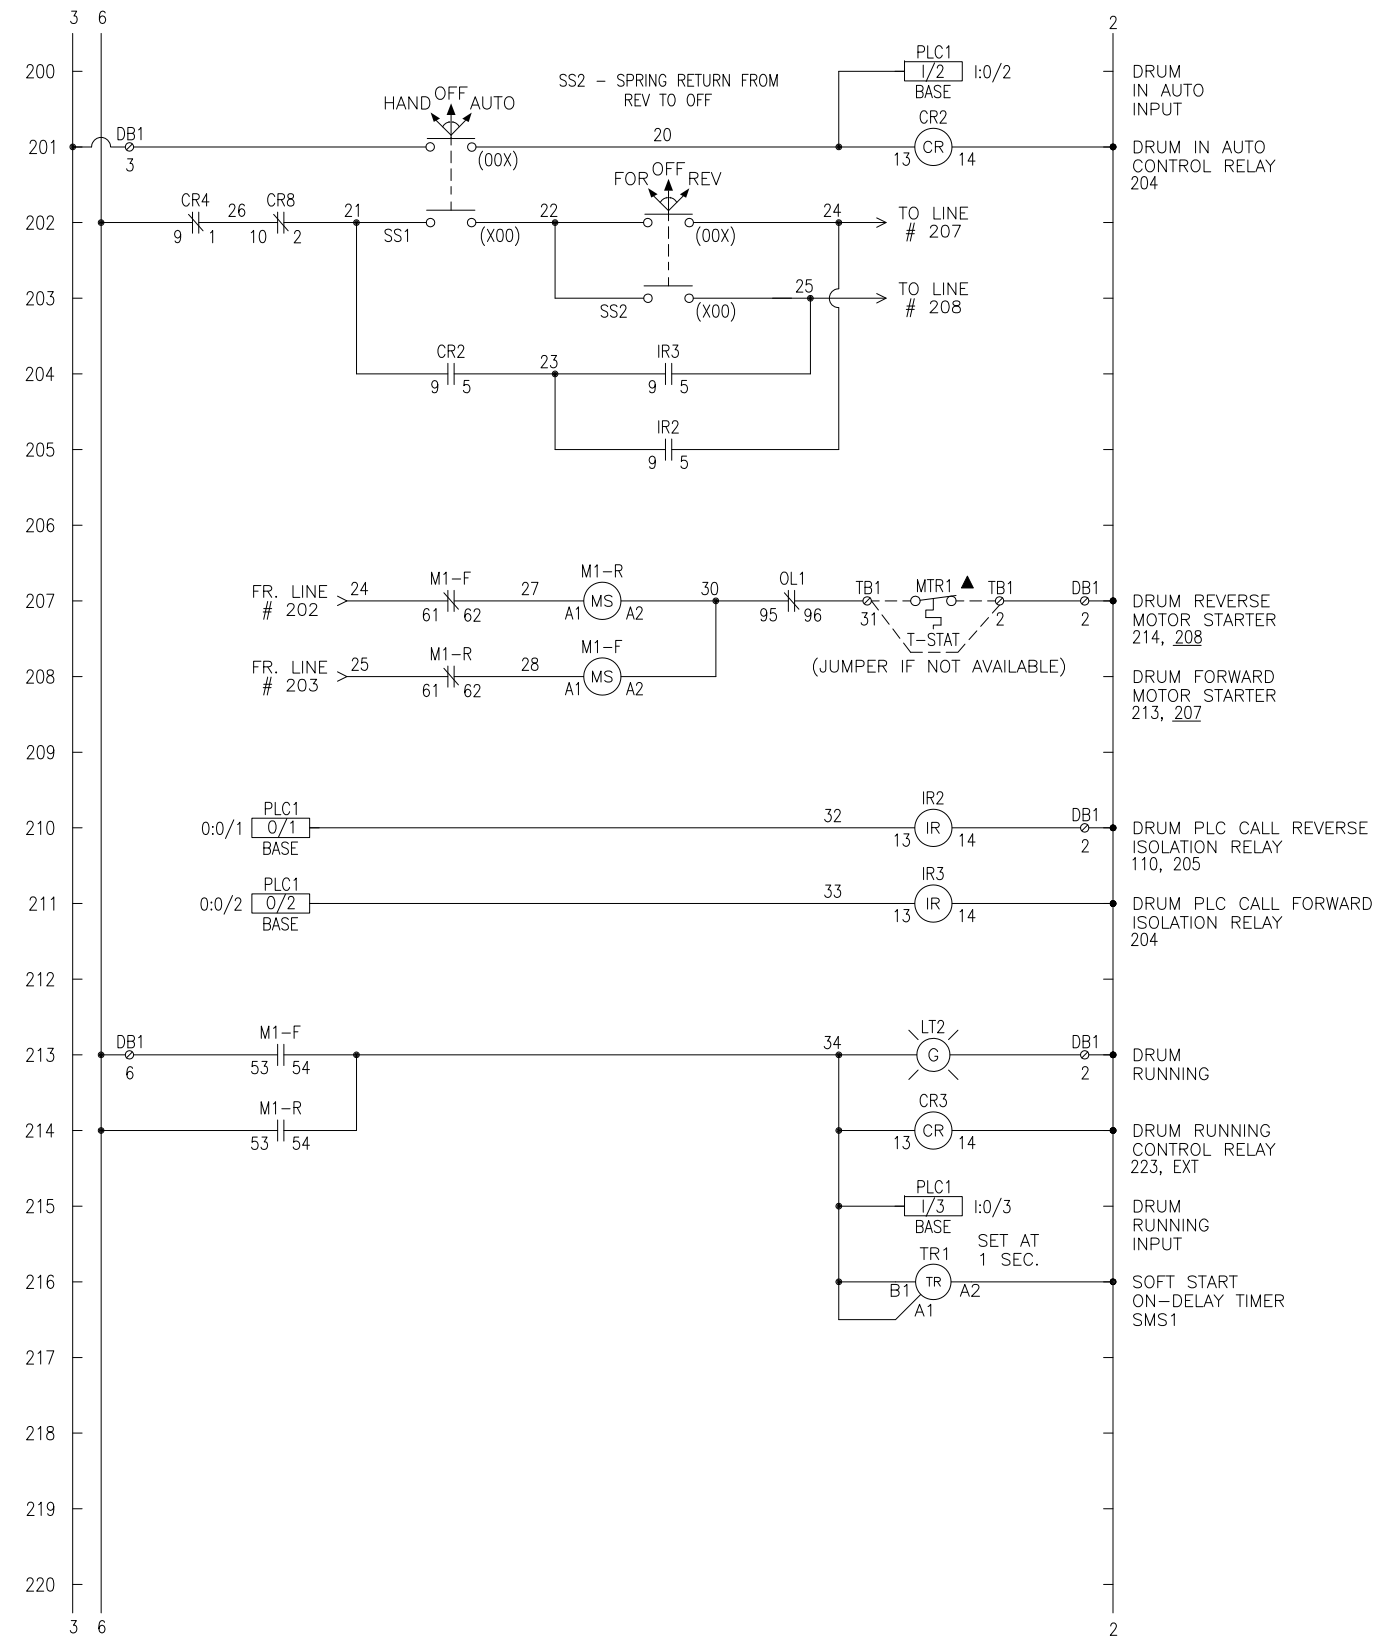 3 6
2
200
SS2 - SPRING RETURN FROM
REV TO OFF
PLC1
I/2
I:0/2
BASE
DRUM
IN AUTO
INPUT
HAND OFF AUTO
201
DB1
3
(00X)
20
CR2
13 CR 14
DRUM IN AUTO
CONTROL RELAY
204
FOR OFF REV
202
CR4
9 1
26
CR8
10 2
21
SS1
(X00)
22
(00X)
24
TO LINE
# 207
203
SS2
(X00)
25
TO LINE
# 208
204
CR2
9 5
23
IR3
9 5
205
IR2
9 5
206
207
FR. LINE
# 202
24
M1-F
61 62
27
M1-R
A1 MS A2
30
OL1
95 96
TB1
31
MTR1
T-STAT
TB1
2
DB1
2
(JUMPER IF NOT AVAILABLE)
DRUM REVERSE
MOTOR STARTER
214, 208
208
FR. LINE
# 203
25
M1-R
61 62
28
M1-F
A1 MS A2
DRUM FORWARD
MOTOR STARTER
213, 207
209
210
O:0/1
PLC1
O/1
BASE
32
IR2
13 IR 14
DB1
2
DRUM PLC CALL REVERSE
ISOLATION RELAY
110, 205
211
O:0/2
PLC1
O/2
BASE
33
IR3
13 IR 14
DRUM PLC CALL FORWARD
ISOLATION RELAY
204
212
213
DB1
6
M1-F
53 54
34
LT2
G
DB1
2
DRUM
RUNNING
214
M1-R
53 54
CR3
13 CR 14
DRUM RUNNING
CONTROL RELAY
223, EXT
215
PLC1
I/3
I:0/3
BASE
DRUM
RUNNING
INPUT
216
SET AT
1 SEC.
TR1
B1 TR A2
A1
SOFT START
ON-DELAY TIMER
SMS1
217
218
219
220
3 6
2